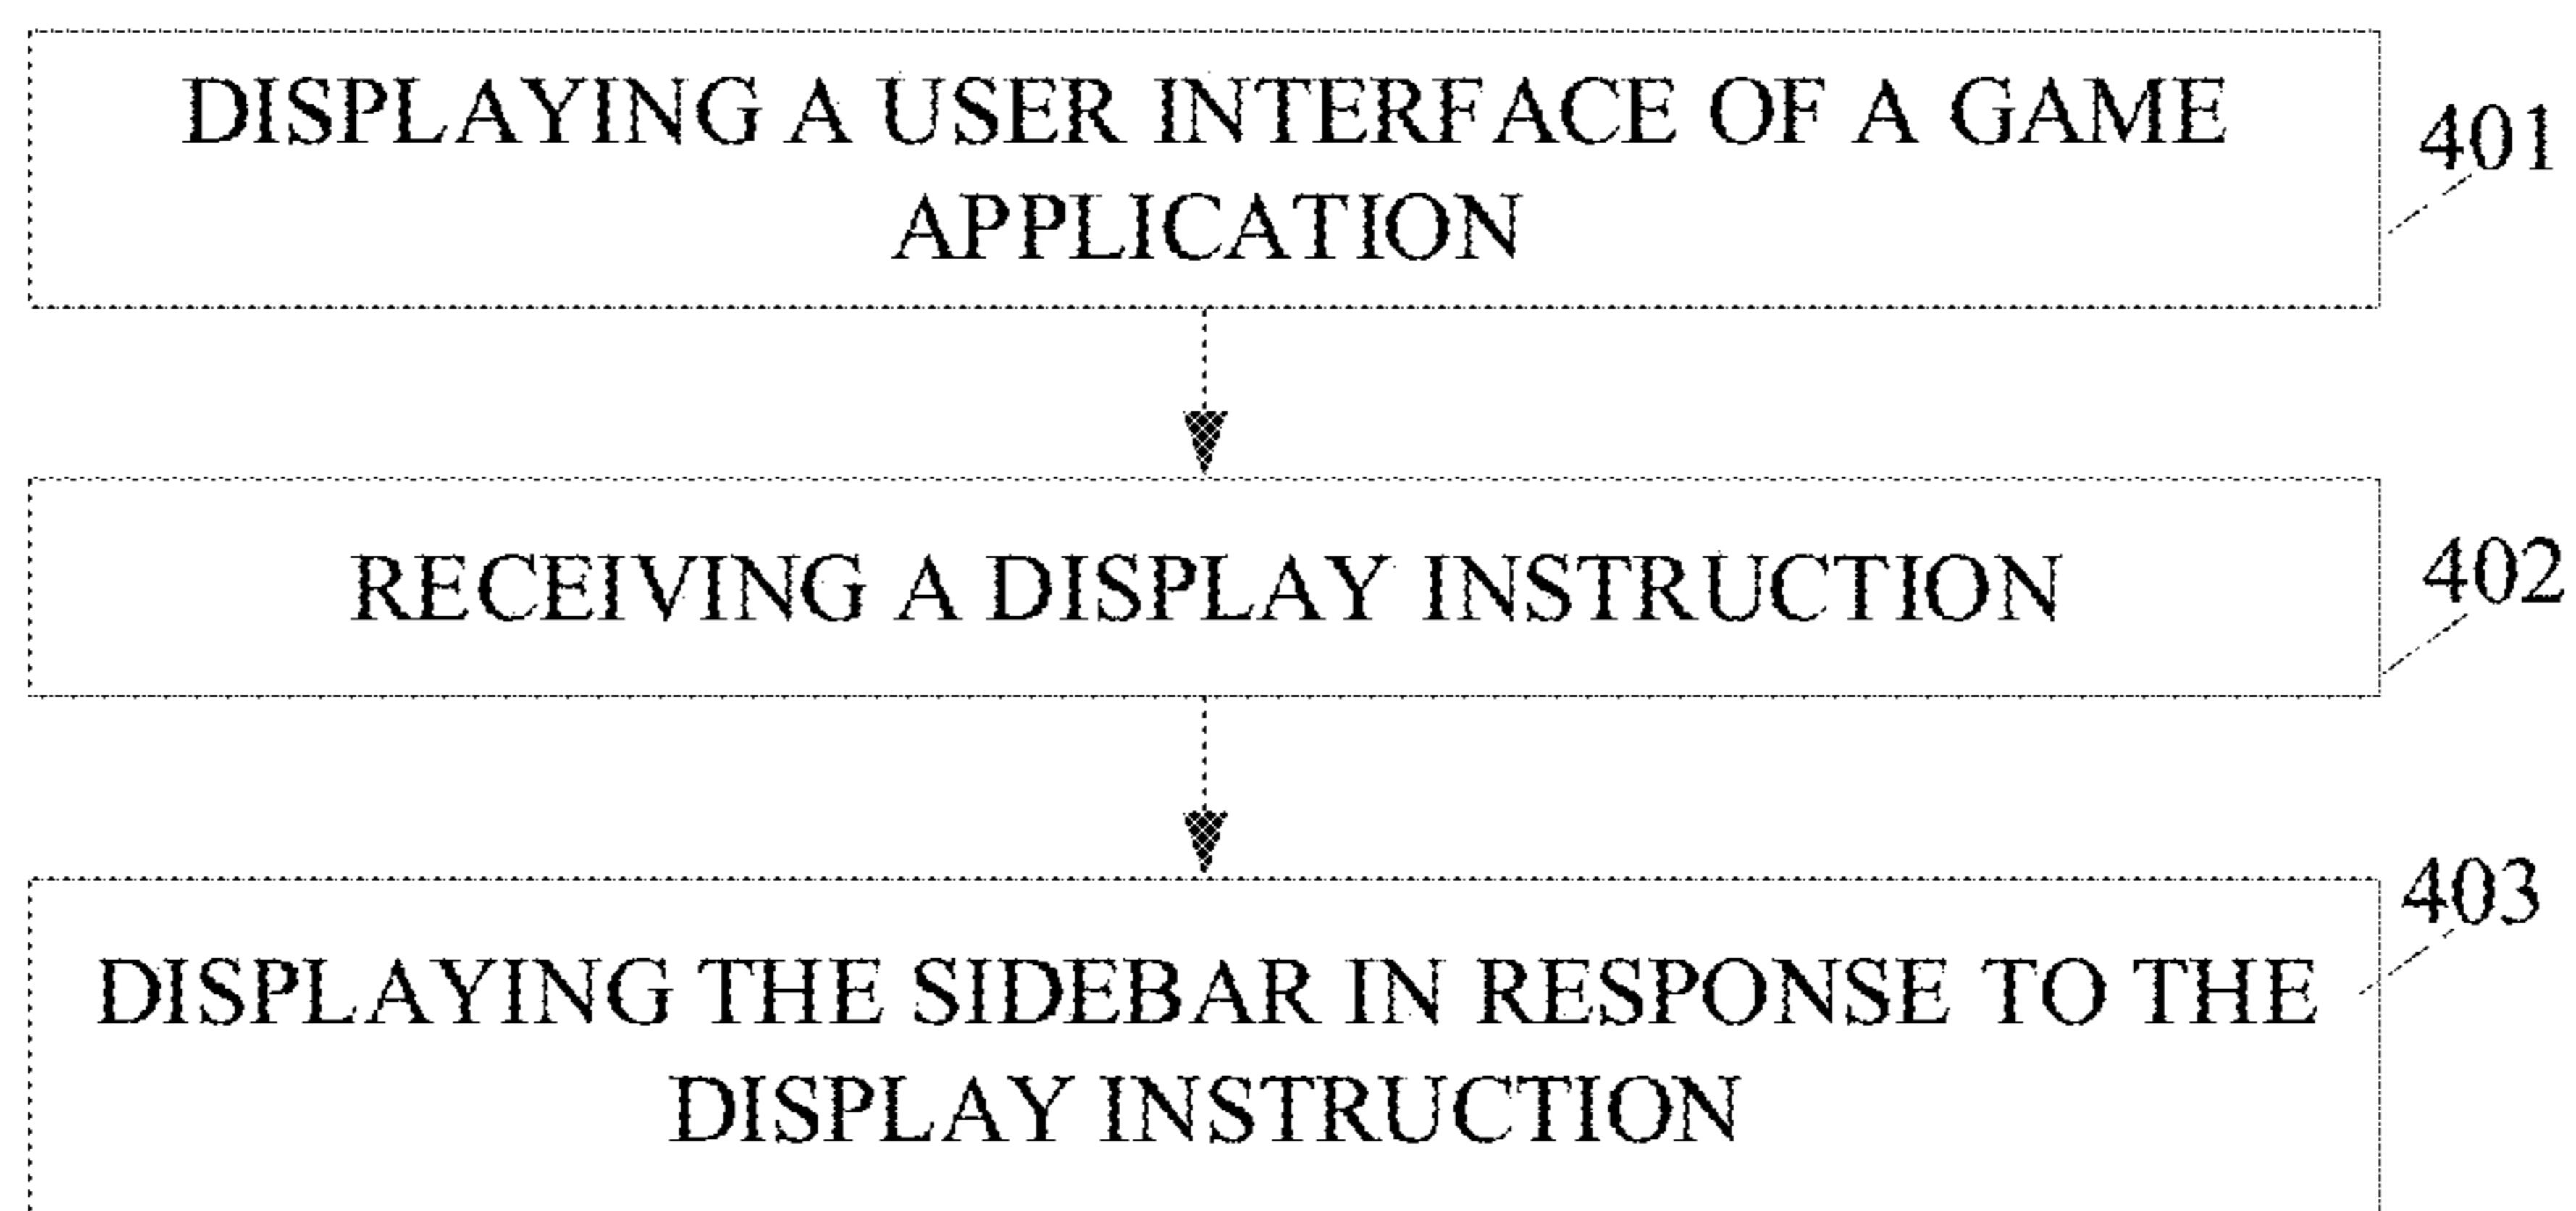 DISPLAYING A USER INTERFACE OF A GAME
APPLICATION
401
RECEIVING A DISPLAY INSTRUCTION
402
403
DISPLAYING THE SIDEBAR IN RESPONSE TO THE
DISPLAY INSTRUCTION